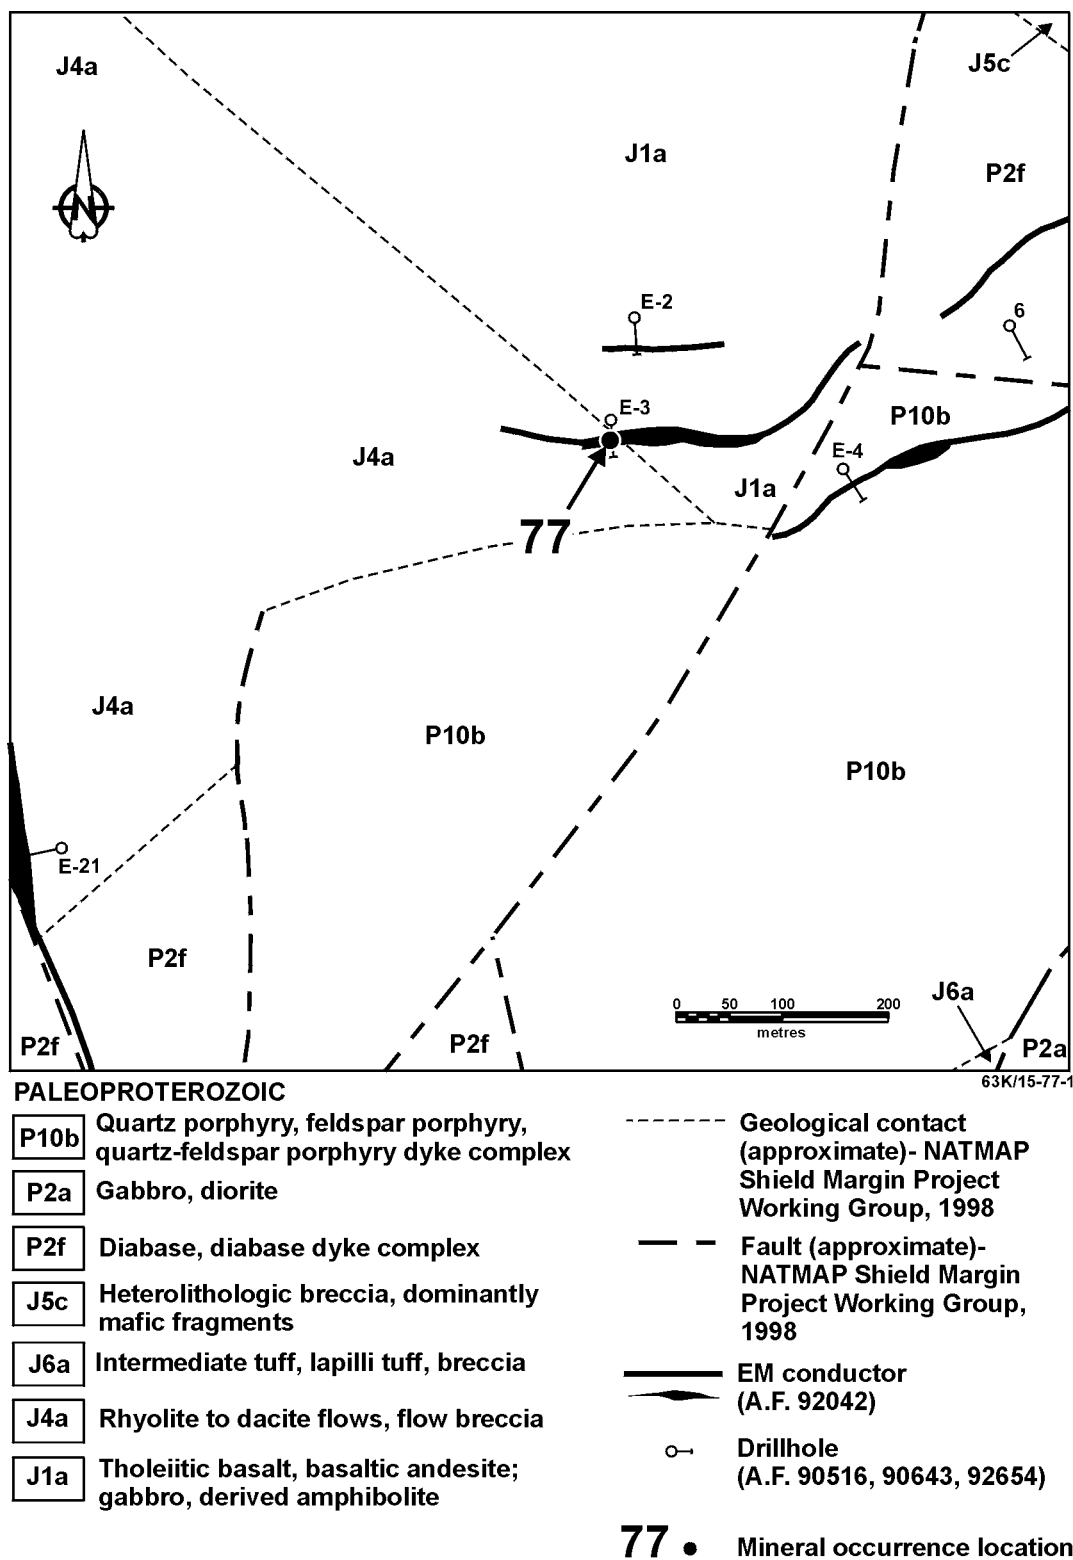 J4a
J5c
J1a
P2f
N
E-2
6
E-3
P10b
J4a
E-4
J1a
77
J4a
P10b
P10b
E-21
P2f
J6a
0 50 100 200
metres
P2f
P2f
P2a
63K/15-77-1
PALEOPROTEROZOIC
P10b Quartz porphyry, feldspar porphyry,
quartz-feldspar porphyry dyke complex
P2a Gabbro, diorite
P2f Diabase, diabase dyke complex
J5c Heterolithologic breccia, dominantly
mafic fragments
J6a Intermediate tuff, lapilli tuff, breccia
J4a Rhyolite to dacite flows, flow breccia
J1a Tholeiitic basalt, basaltic andesite;
gabbro, derived amphibolite
Geological contact
(approximate)- NATMAP
Shield Margin Project
Working Group, 1998
Fault (approximate)-
NATMAP Shield Margin
Project Working Group,
1998
EM conductor
(A.F. 92042)
Drillhole
(A.F. 90516, 90643, 92654)
77 Mineral occurrence location